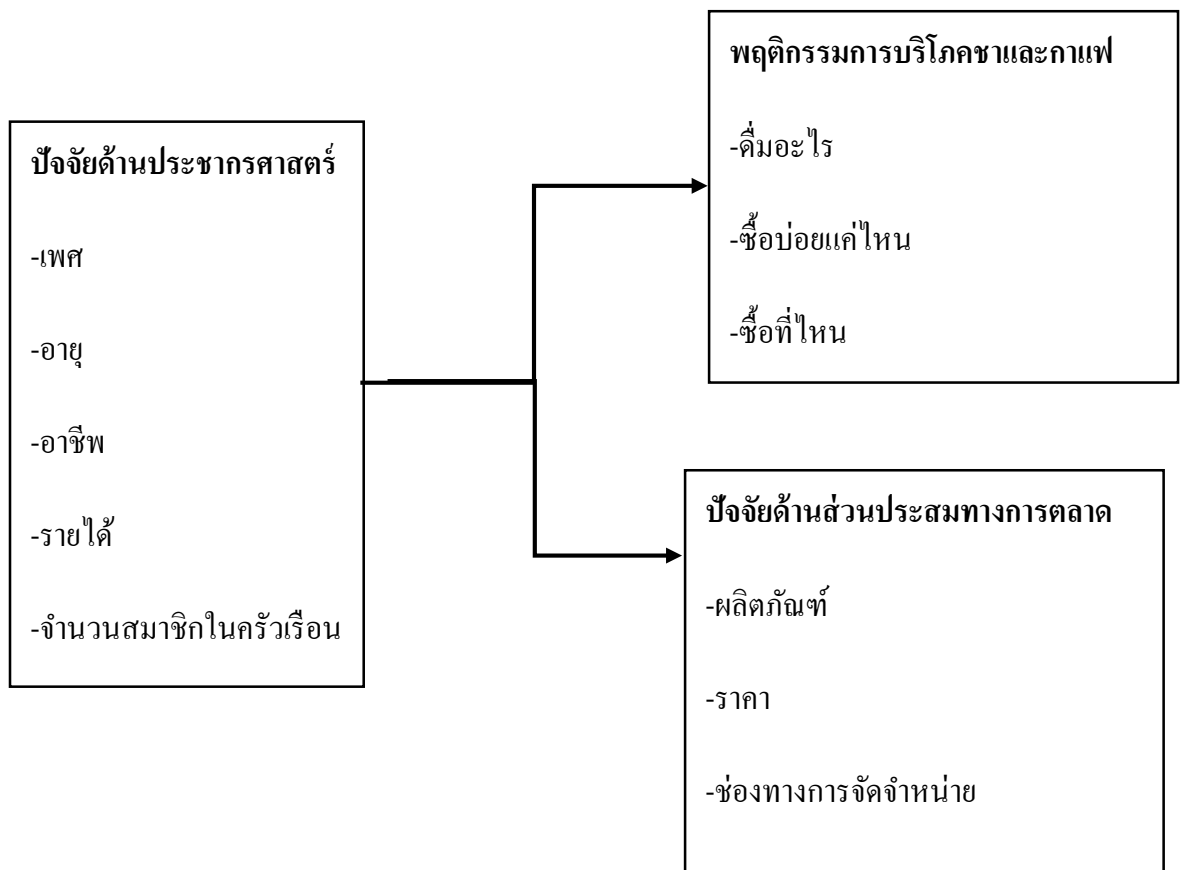 ปัจจัยด้านประชากรศาสตร์
-เพศ
-อายุ
-อาชีพ
-รายได้
-จำนวนสมาชิกในครัวเรือน
พฤติกรรมการบริโภคชาและกาแฟ
-ดื่มอะไร
-ซื้อบ่อยแค่ไหน
-ซื้อที่ไหน
ปัจจัยด้านส่วนประสมทางการตลาด
-ผลิตภัณฑ์
-ราคา
-ช่องทางการจัดจำหน่าย